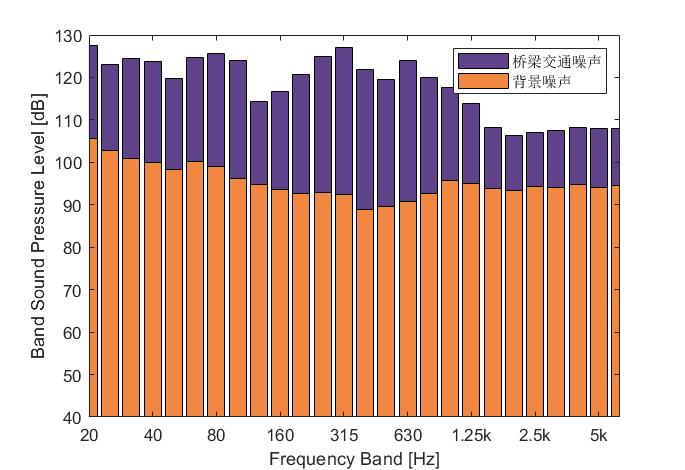 130
120
110
100
90
80
70
60
50
40
Band Sound Pressure Level [dB]
桥梁交通噪声
背景噪声
20 40 80 160 315 630 1.25k 2.5k 5k
Frequency Band [Hz]